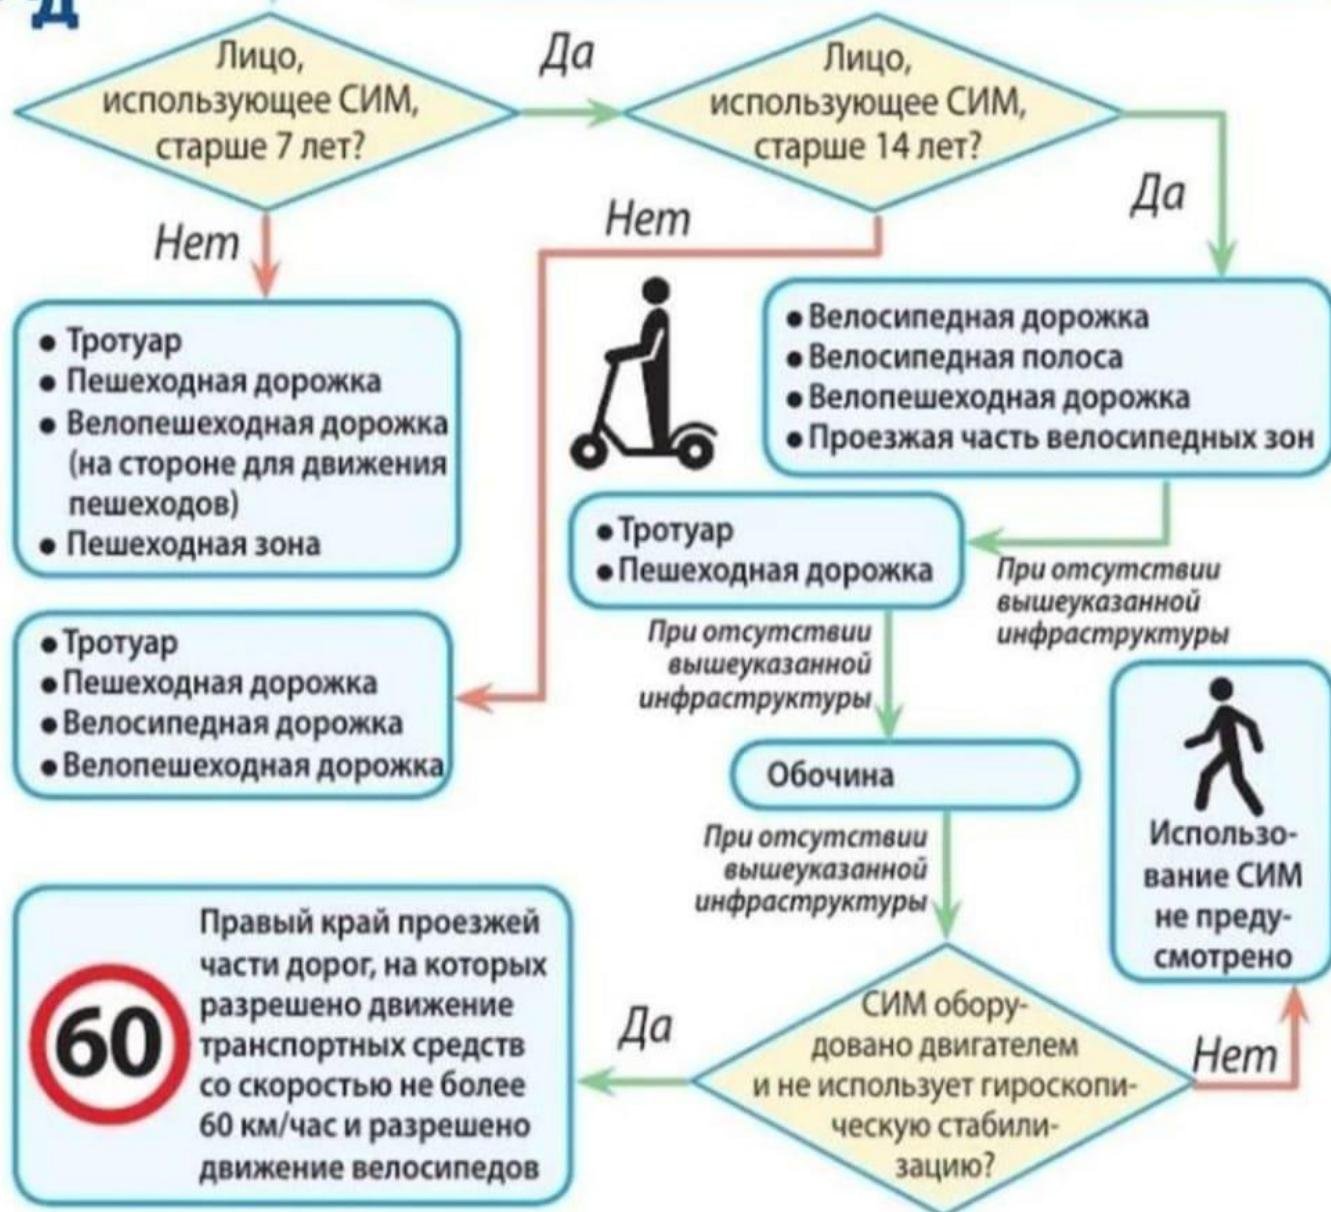 Д
Лицо,
использующее СИМ,
старше 7 лет?
Да
Лицо,
использующее СИМ,
старше 14 лет?
Да
Нет
Нет
● Тротуар
● Пешеходная дорожка
● Велопешеходная дорожка
(на стороне для движения
пешеходов)
● Пешеходная зона
● Велосипедная дорожка
● Велосипедная полоса
● Велопешеходная дорожка
● Проезжая часть велосипедных зон
● Тротуар
● Пешеходная дорожка
При отсутствии
вышеуказанной
инфраструктуры
● Тротуар
● Пешеходная дорожка
● Велосипедная дорожка
● Велопешеходная дорожка
При отсутствии
вышеуказанной
инфраструктуры
Обочина
При отсутствии
вышеуказанной
инфраструктуры
Использо-
вание СИМ
не преду-
смотрено
60
Правый край проезжей
части дорог, на которых
разрешено движение
транспортных средств
со скоростью не более
60 км/час и разрешено
движение велосипедов
Да
СИМ обору-
довано двигателем
и не использует гироскопи-
ческую стабили-
зацию?
Нет